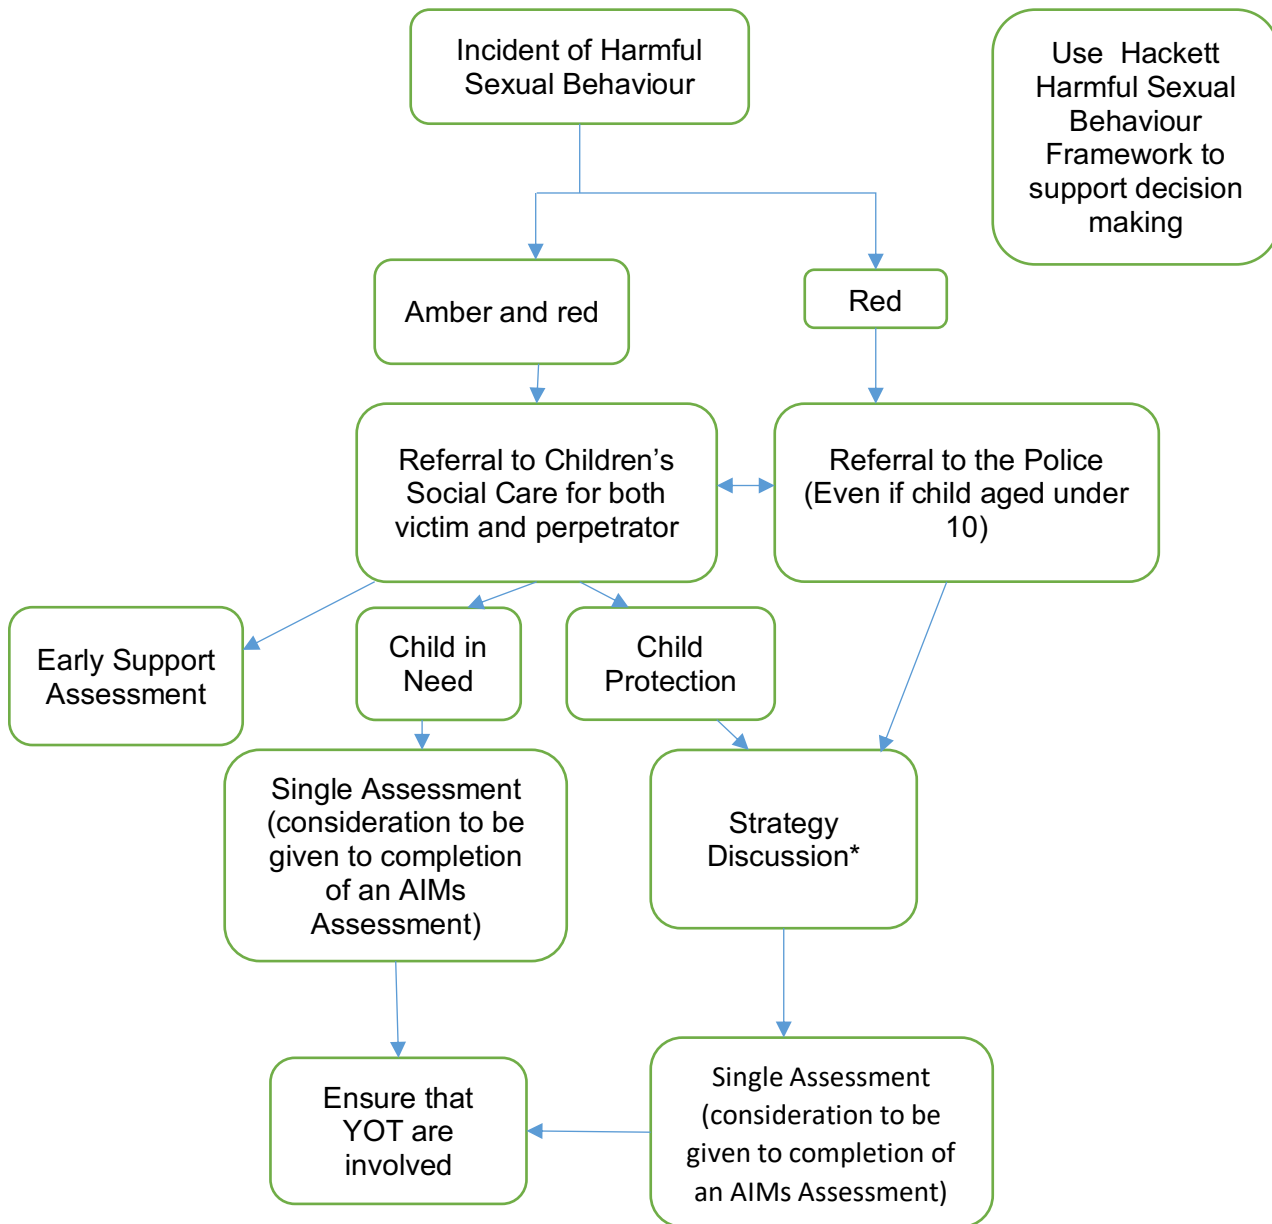 Incident of Harmful
Sexual Behaviour
Use Hackett
Harmful Sexual
Behaviour
Framework to
support decision
making
Amber and red
Red
Referral to Children’s
Social Care for both
victim and perpetrator
Referral to the Police
(Even if child aged under
10)
Early Support
Assessment
Child in
Need
Child
Protection
Single Assessment
(consideration to be
given to completion
of an AIMs
Assessment)
Strategy
Discussion*
Ensure that
YOT are
involved
Single Assessment
(consideration to be
given to completion of
an AIMs Assessment)